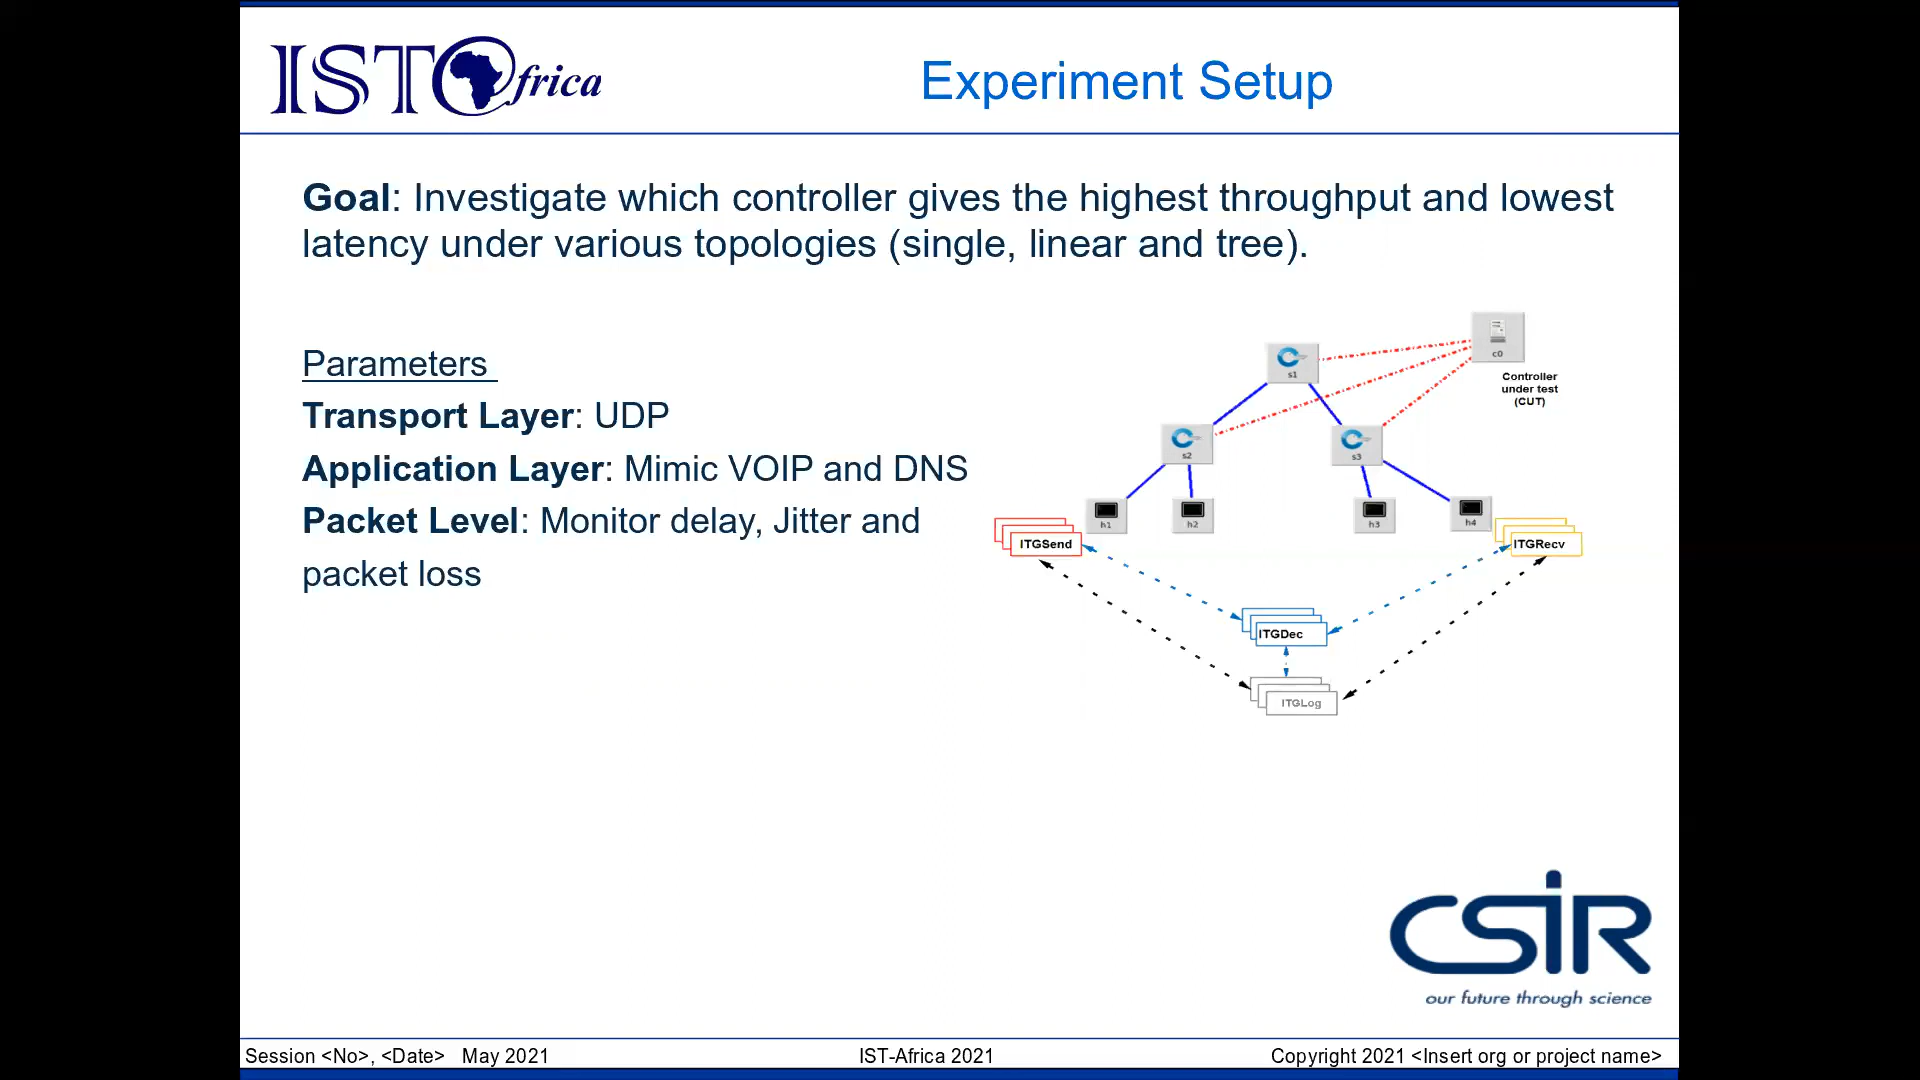 IST@frica
Experiment Setup
Goal: Investigate which controller gives the highest throughput and lowest
latency under various topologies (single, linear and tree).
Parameters
Transport Layer: UDP
Application Layer: Mimic VOIP and DNS
Packet Level: Monitor delay, Jitter and
packet loss
c0
Controller
under test
(CUT)
s1
s2
s3
h1
h2
h3
h4
ITGSend
ITGRecv
ITGDec
ITGLog
CSIR
our future through science
Session <No>, <Date> May 2021
IST-Africa 2021
Copyright 2021 <Insert org or project name>